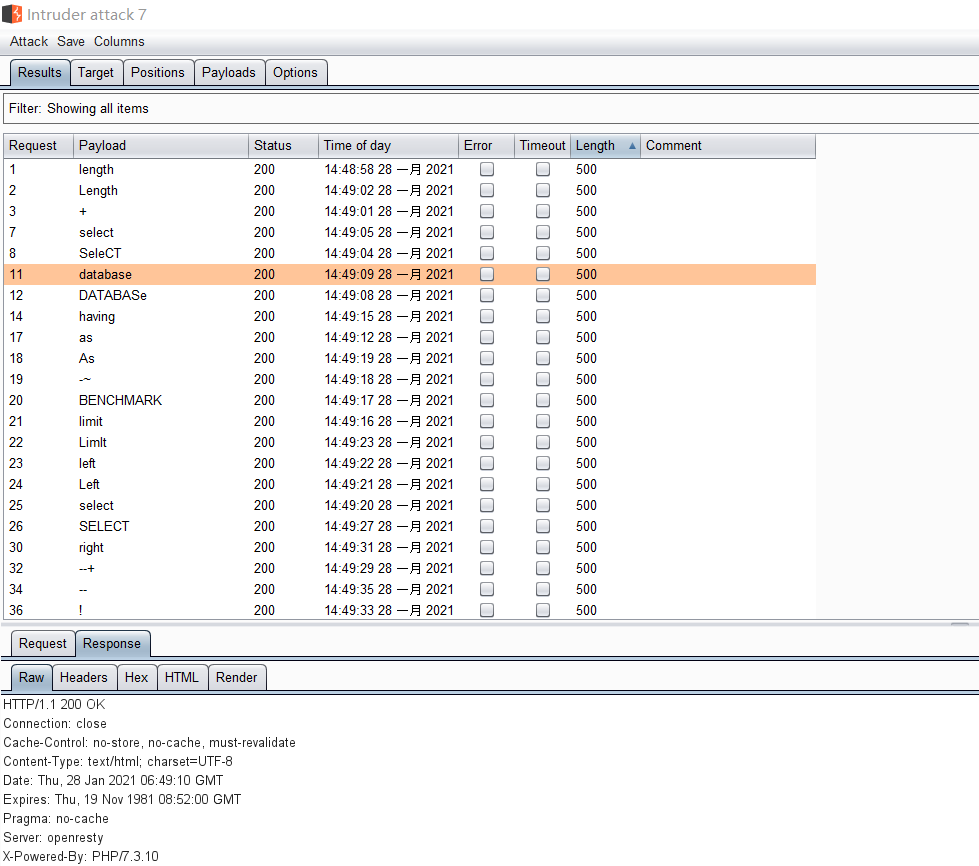 Intruder attack 7
Attack Save Columns
Results Target Positions Payloads Options
Filter: Showing all items
Request Payload Status Time of day Error Timeout Length Comment
1 length 200 14:48:58 28 一月 2021 500
2 Length 200 14:49:02 28 一月 2021 500
3 + 200 14:49:01 28 一月 2021 500
7 select 200 14:49:05 28 一月 2021 500
8 SeleCT 200 14:49:04 28 一月 2021 500
11 database 200 14:49:09 28 一月 2021 500
12 DATABASe 200 14:49:08 28 一月 2021 500
14 having 200 14:49:15 28 一月 2021 500
17 as 200 14:49:12 28 一月 2021 500
18 As 200 14:49:19 28 一月 2021 500
19 -~ 200 14:49:18 28 一月 2021 500
20 BENCHMARK 200 14:49:17 28 一月 2021 500
21 limit 200 14:49:16 28 一月 2021 500
22 LimIt 200 14:49:23 28 一月 2021 500
23 left 200 14:49:22 28 一月 2021 500
24 Left 200 14:49:21 28 一月 2021 500
25 select 200 14:49:20 28 一月 2021 500
26 SELECT 200 14:49:27 28 一月 2021 500
30 right 200 14:49:31 28 一月 2021 500
32 --+ 200 14:49:29 28 一月 2021 500
34 -- 200 14:49:35 28 一月 2021 500
36 ! 200 14:49:33 28 一月 2021 500
Request Response
Raw Headers Hex HTML Render
HTTP/1.1 200 OK
Connection: close
Cache-Control: no-store, no-cache, must-revalidate
Content-Type: text/html; charset=UTF-8
Date: Thu, 28 Jan 2021 06:49:10 GMT
Expires: Thu, 19 Nov 1981 08:52:00 GMT
Pragma: no-cache
Server: openresty
X-Powered-By: PHP/7.3.10